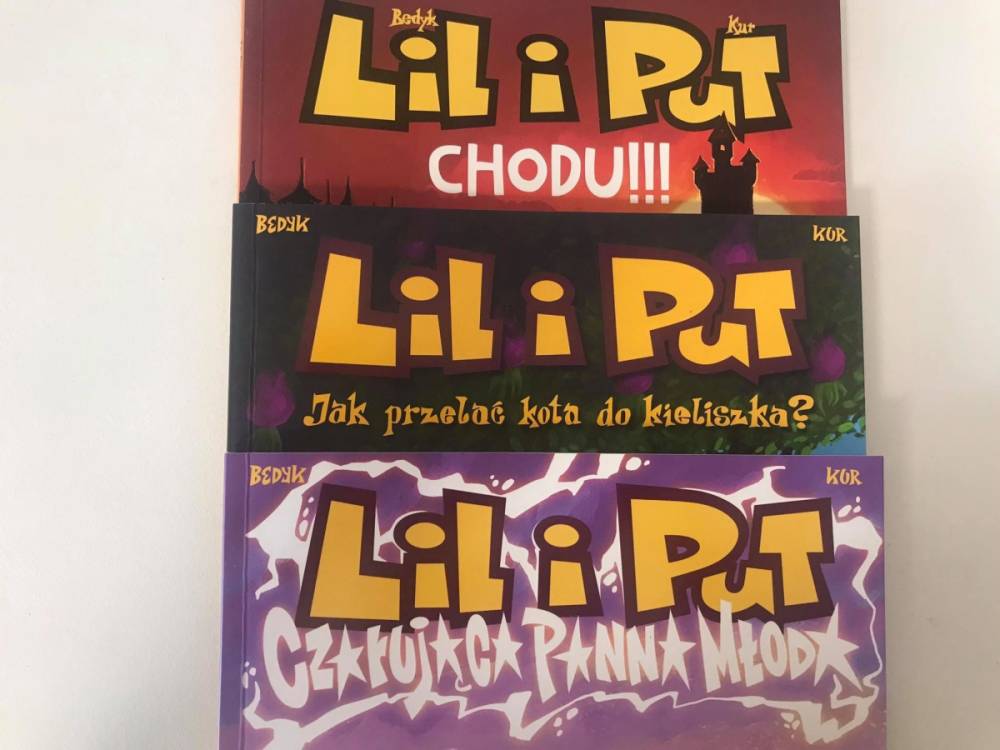 Bedyk Kur
LiL i PuT
CHODU!!!
BEDYK KUR
LiL i PuT
Jak przelać kota do kieliszka?
BEDYK KUR
LiL i PuT
CZARUJĄCA PANNA MŁODA